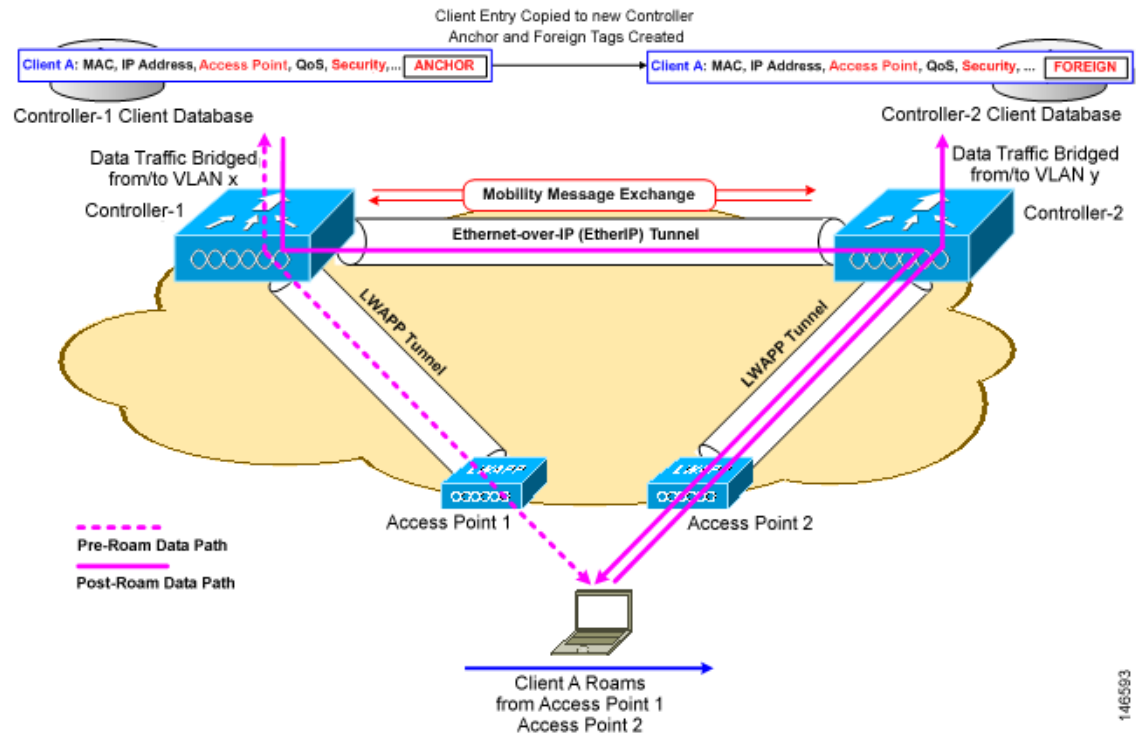 Client Entry Copied to new Controller
Anchor and Foreign Tags Created
Client A: MAC, IP Address, Access Point, QoS, Security,... ANCHOR
Client A: MAC, IP Address, Access Point, QoS, Security, ... FOREIGN
Controller-1 Client Database
Controller-2 Client Database
Data Traffic Bridged
from/to VLAN x
Data Traffic Bridged
from/to VLAN y
Controller-1
Mobility Message Exchange
Controller-2
Ethernet-over-IP (EtherIP) Tunnel
LWAPP Tunnel
LWAPP Tunnel
LWAPP
LWAPP
Access Point 1
Access Point 2
Pre-Roam Data Path
Post-Roam Data Path
Client A Roams
from Access Point 1
Access Point 2
146593